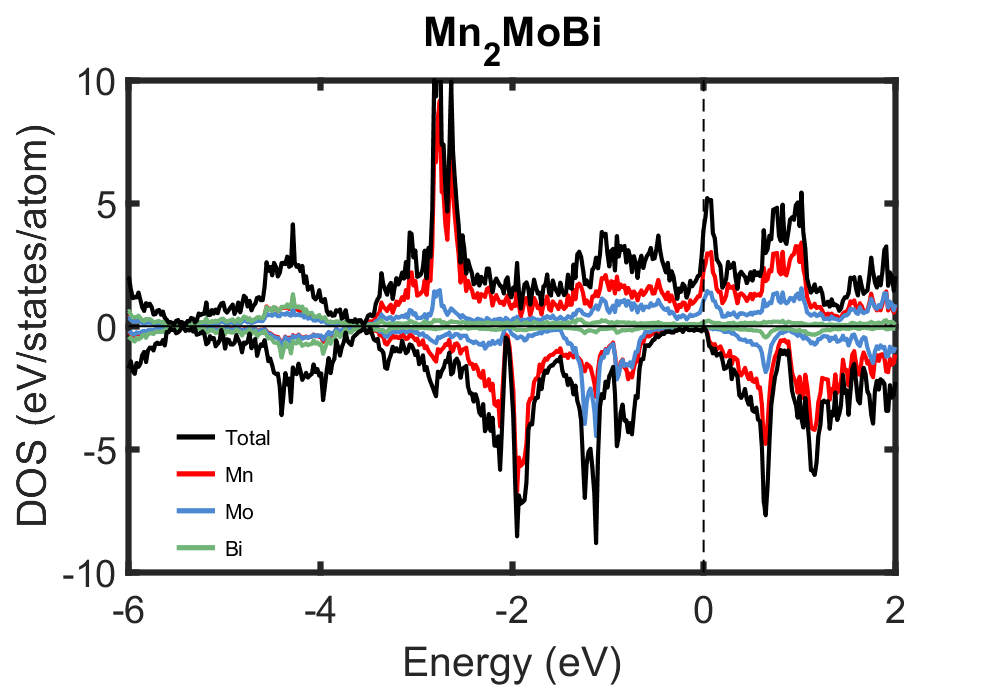 Mn₂MoBi
DOS (eV/states/atom)
10
5
0
-5
-10
Total
Mn
Mo
Bi
-6 -4 -2 0 2
Energy (eV)